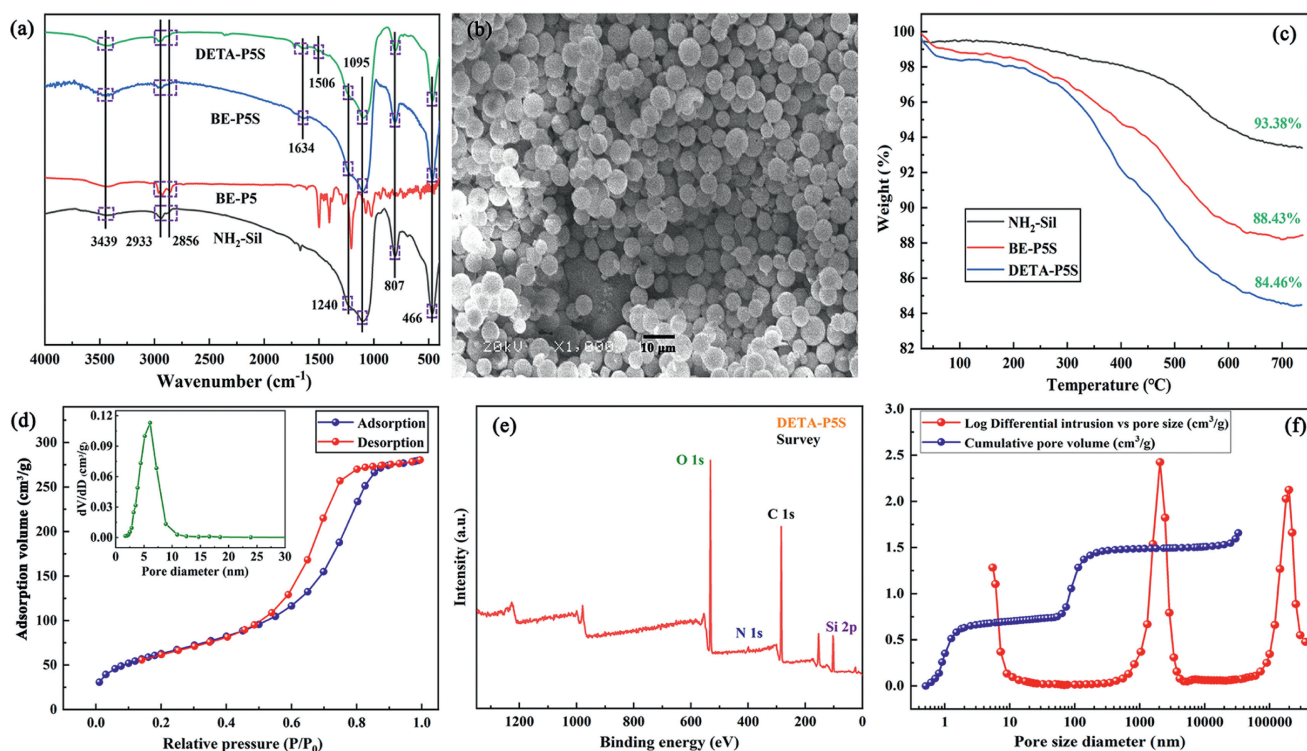 (a)
DETA-P5S
1506
1095
BE-P5S
1634
BE-P5
NH₂-Sil
3439
2933
2856
1240
807
466
4000 3500 3000 2500 2000 1500 1000 500
Wavenumber (cm⁻¹)
(b)
20kV X1,000 10 μm
(c)
100
98
96
94
92
90
88
86
84
82
93.38%
88.43%
84.46%
NH₂-Sil
BE-P5S
DETA-P5S
Weight (%)
100 200 300 400 500 600 700
Temperature (℃)
(d)
Adsorption
Desorption
300
250
200
150
100
50
0
Adsorption volume (cm³/g)
0.12
0.09
0.06
0.03
0.00
dV/dD (cm³/g)
0 5 10 15 20 25 30
Pore diameter (nm)
0.0 0.2 0.4 0.6 0.8 1.0
Relative pressure (P/P₀)
(e)
DETA-P5S
Survey
O 1s
C 1s
N 1s
Si 2p
Intensity (a.u.)
1200 1000 800 600 400 200 0
Binding energy (eV)
(f)
Log Differential intrusion vs pore size (cm³/g)
Cumulative pore volume (cm³/g)
3.0
2.5
2.0
1.5
1.0
0.5
0.0
1 10 100 1000 10000 100000
Pore size diameter (nm)